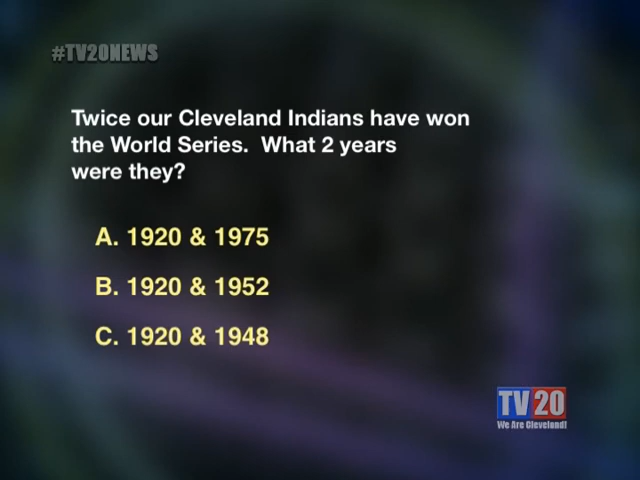 #TV20NEWS
Twice our Cleveland Indians have won
the World Series.  What 2 years
were they?
A. 1920 & 1975
B. 1920 & 1952
C. 1920 & 1948
TV20
We Are Cleveland!